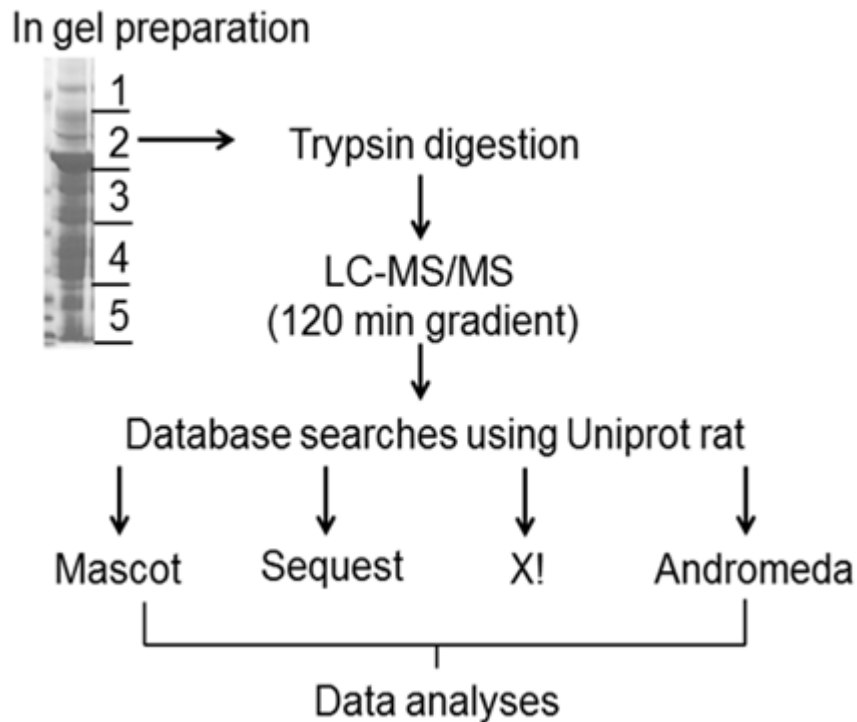 In gel preparation
1
2
3
4
5
Trypsin digestion
LC-MS/MS
(120 min gradient)
Database searches using Uniprot rat
Mascot
Sequest
X!
Andromeda
Data analyses